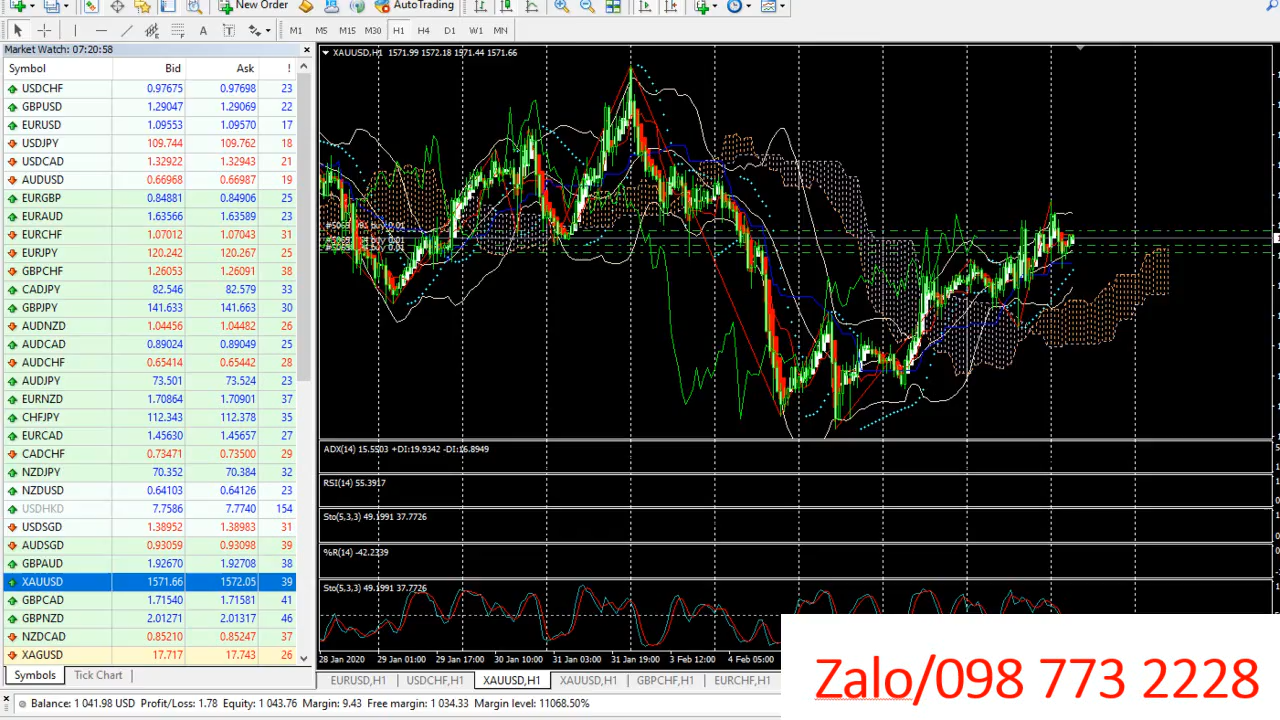 New Order
AutoTrading
M1 M5 M15 M30 H1 H4 D1 W1 MN
Market Watch: 07:20:58
Symbol Bid Ask !
USDCHF 0.97675 0.97698 23
GBPUSD 1.29047 1.29069 22
EURUSD 1.09553 1.09570 17
USDJPY 109.744 109.762 18
USDCAD 1.32922 1.32943 21
AUDUSD 0.66968 0.66987 19
EURGBP 0.84881 0.84906 25
EURAUD 1.63566 1.63589 23
EURCHF 1.07012 1.07043 31
EURJPY 120.242 120.267 25
GBPCHF 1.26053 1.26091 38
CADJPY 82.546 82.579 33
GBPJPY 141.633 141.663 30
AUDNZD 1.04456 1.04482 26
AUDCAD 0.89024 0.89049 25
AUDCHF 0.65414 0.65442 28
AUDJPY 73.501 73.524 23
EURNZD 1.70864 1.70901 37
CHFJPY 112.343 112.378 35
EURCAD 1.45630 1.45657 27
CADCHF 0.73471 0.73500 29
NZDJPY 70.352 70.384 32
NZDUSD 0.64103 0.64126 23
USDHKD 7.7586 7.7740 154
USDSGD 1.38952 1.38983 31
AUDSGD 0.93059 0.93098 39
GBPAUD 1.92670 1.92708 38
XAUUSD 1571.66 1572.05 39
GBPCAD 1.71540 1.71581 41
GBPNZD 2.01271 2.01317 46
NZDCAD 0.85210 0.85247 37
XAGUSD 17.717 17.743 26
Symbols Tick Chart
XAUUSD,H1 1571.99 1572.18 1571.44 1571.66
ADX(14) 15.5503 +DI:19.9342 -DI:16.8949
RSI(14) 55.3917
Sto(5,3,3) 49.1991 37.7726
%R(14) -42.2339
Sto(5,3,3) 49.1991 37.7726
28 Jan 2020 29 Jan 01:00 29 Jan 17:00 30 Jan 10:00 31 Jan 03:00 31 Jan 19:00 3 Feb 12:00 4 Feb 05:00
EURUSD,H1 USDCHF,H1 XAUUSD,H1 XAUUSD,H1 GBPCHF,H1 EURCHF,H1
Balance: 1 041.98 USD Profit/Loss: 1.78 Equity: 1 043.76 Margin: 9.43 Free margin: 1 034.33 Margin level: 11068.50%
Zalo/098 773 2228